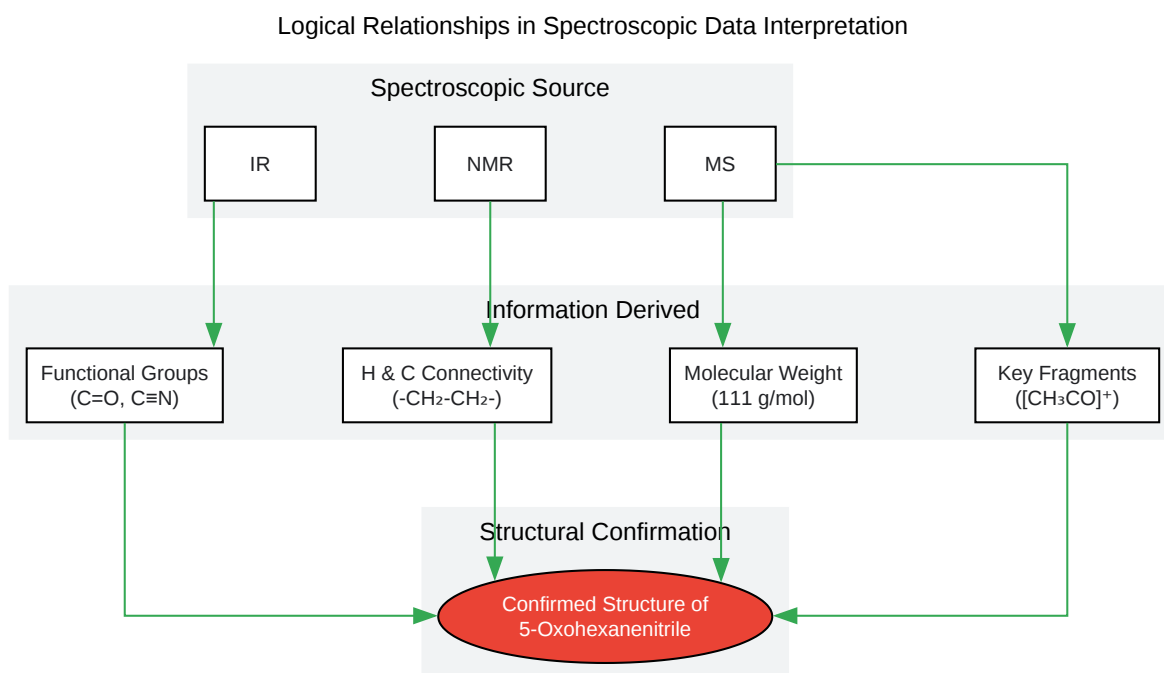 Logical Relationships in Spectroscopic Data Interpretation
Spectroscopic Source
IR
NMR
MS
Information Derived
Functional Groups
(C=O, C≡N)
H & C Connectivity
(-CH₂-CH₂-)
Molecular Weight
(111 g/mol)
Key Fragments
([CH₃CO]⁺)
Structural Confirmation
Confirmed Structure of
5-Oxohexanenitrile